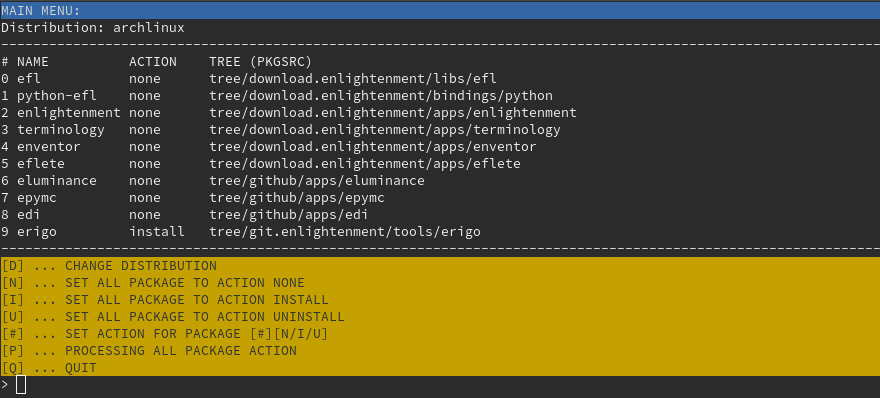 MAIN MENU:
Distribution: archlinux
--------------------------------------------------------------------------------------------------------------
# NAME        ACTION    TREE (PKGSRC)
0 efl         none      tree/download.enlightenment/libs/efl
1 python-efl  none      tree/download.enlightenment/bindings/python
2 enlightenment none    tree/download.enlightenment/apps/enlightenment
3 terminology none      tree/download.enlightenment/apps/terminology
4 enventor    none      tree/download.enlightenment/apps/enventor
5 eflete      none      tree/download.enlightenment/apps/eflete
6 eluminance  none      tree/github/apps/eluminance
7 epymc       none      tree/github/apps/epymc
8 edi         none      tree/github/apps/edi
9 erigo       install   tree/git.enlightenment/tools/erigo
--------------------------------------------------------------------------------------------------------------
[D] ... CHANGE DISTRIBUTION
[N] ... SET ALL PACKAGE TO ACTION NONE
[I] ... SET ALL PACKAGE TO ACTION INSTALL
[U] ... SET ALL PACKAGE TO ACTION UNINSTALL
[#] ... SET ACTION FOR PACKAGE [#][N/I/U]
[P] ... PROCESSING ALL PACKAGE ACTION
[Q] ... QUIT
>